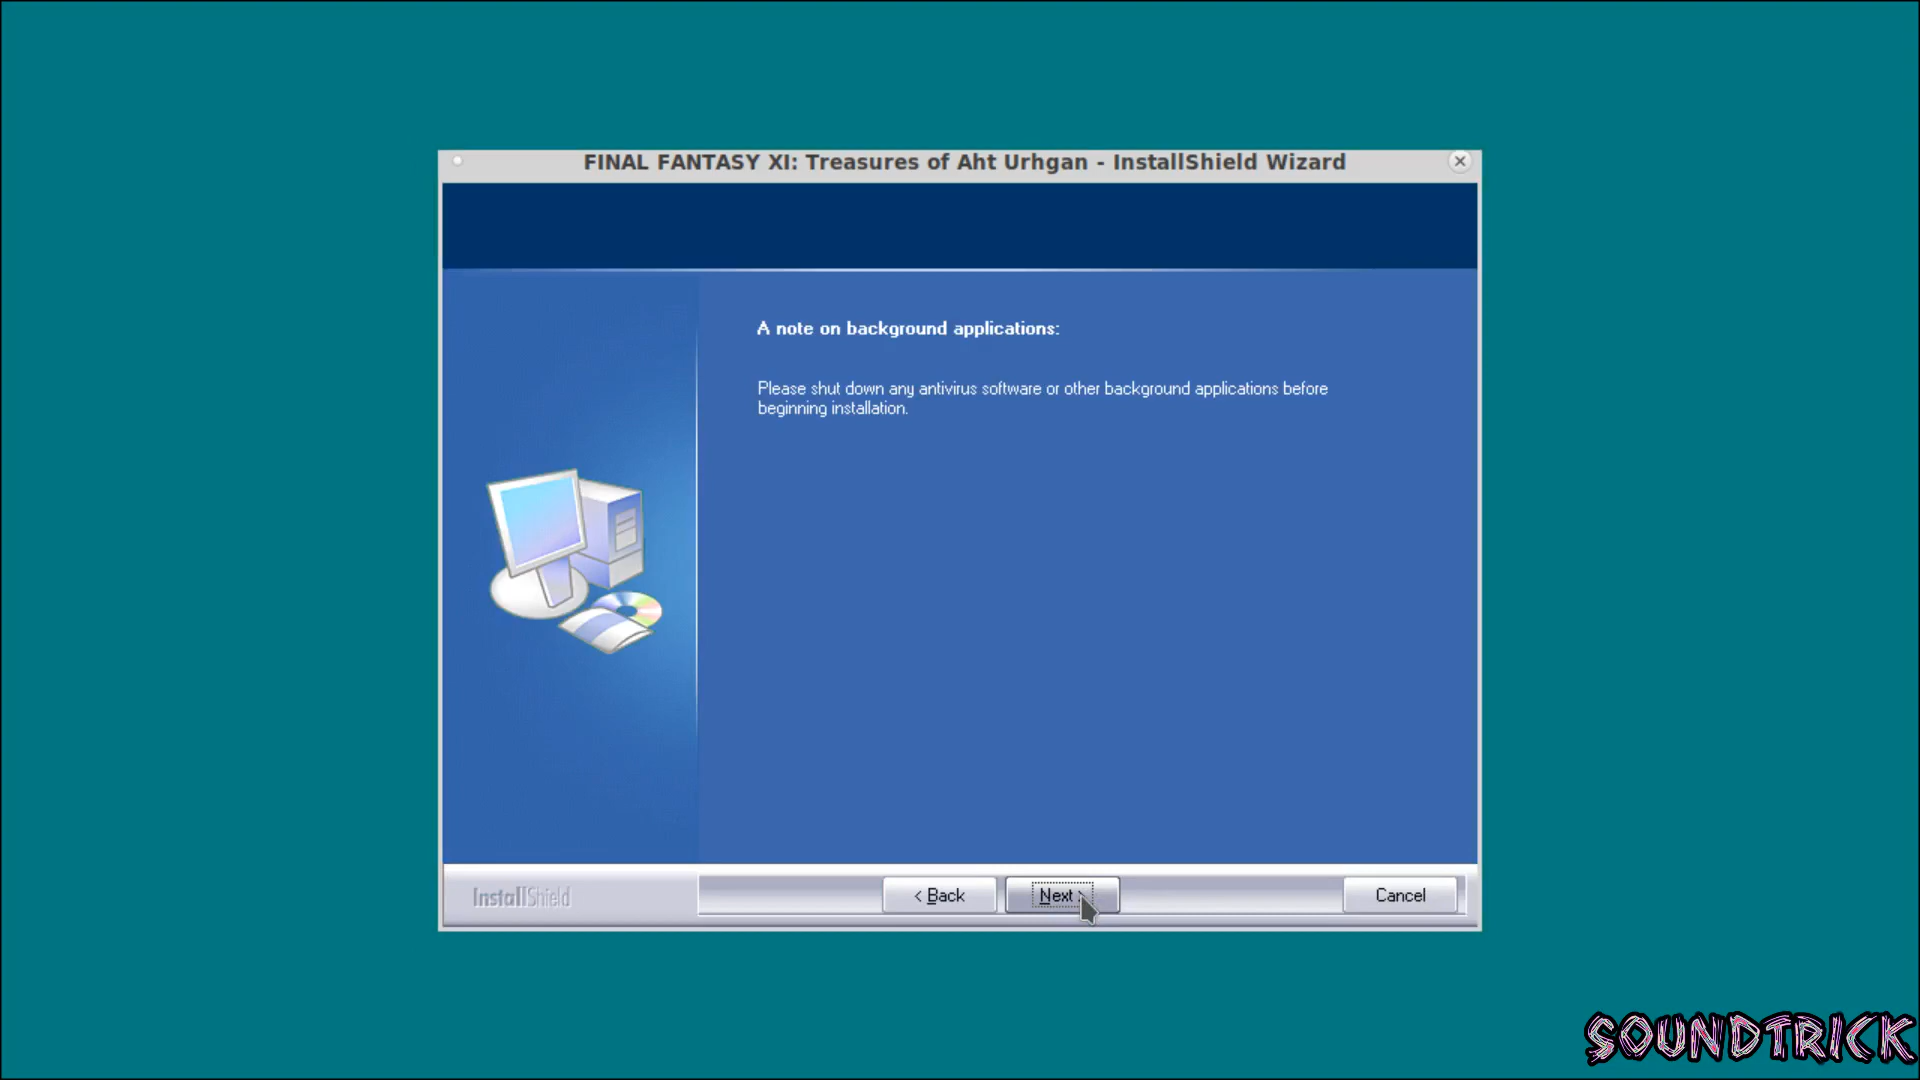 FINAL FANTASY XI: Treasures of Aht Urhgan - InstallShield Wizard
A note on background applications:
Please shut down any antivirus software or other background applications before
beginning installation.
InstallShield
< Back
Next >
Cancel
SOUNDTRICK